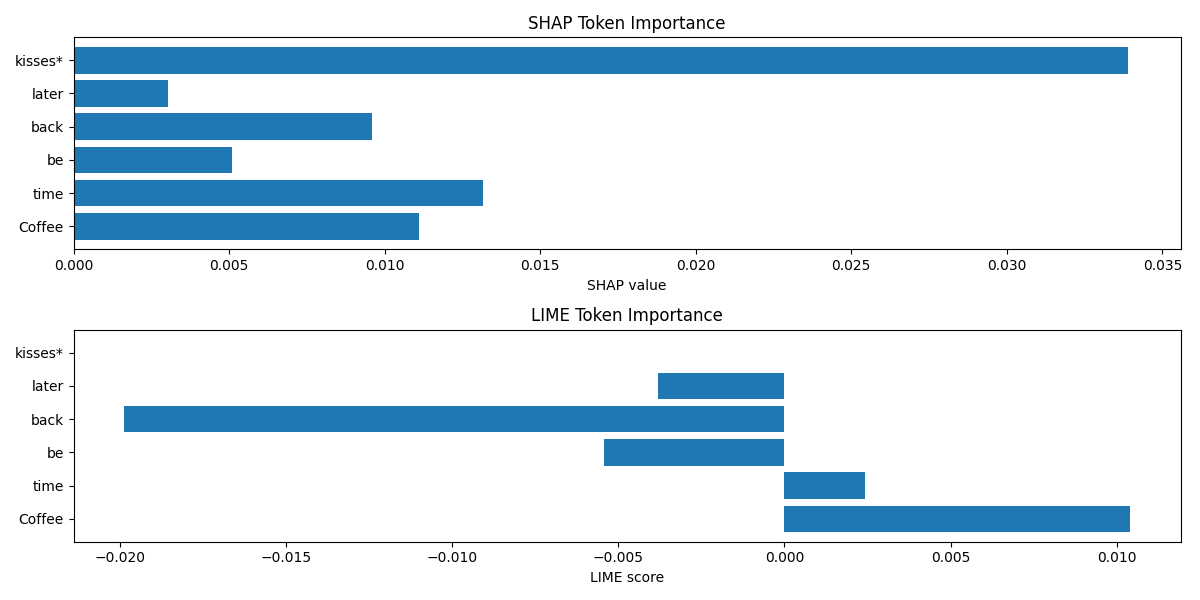 SHAP Token Importance
kisses*
later
back
be
time
Coffee
0.000 0.005 0.010 0.015 0.020 0.025 0.030 0.035
SHAP value
LIME Token Importance
kisses*
later
back
be
time
Coffee
−0.020 −0.015 −0.010 −0.005 0.000 0.005 0.010
LIME score